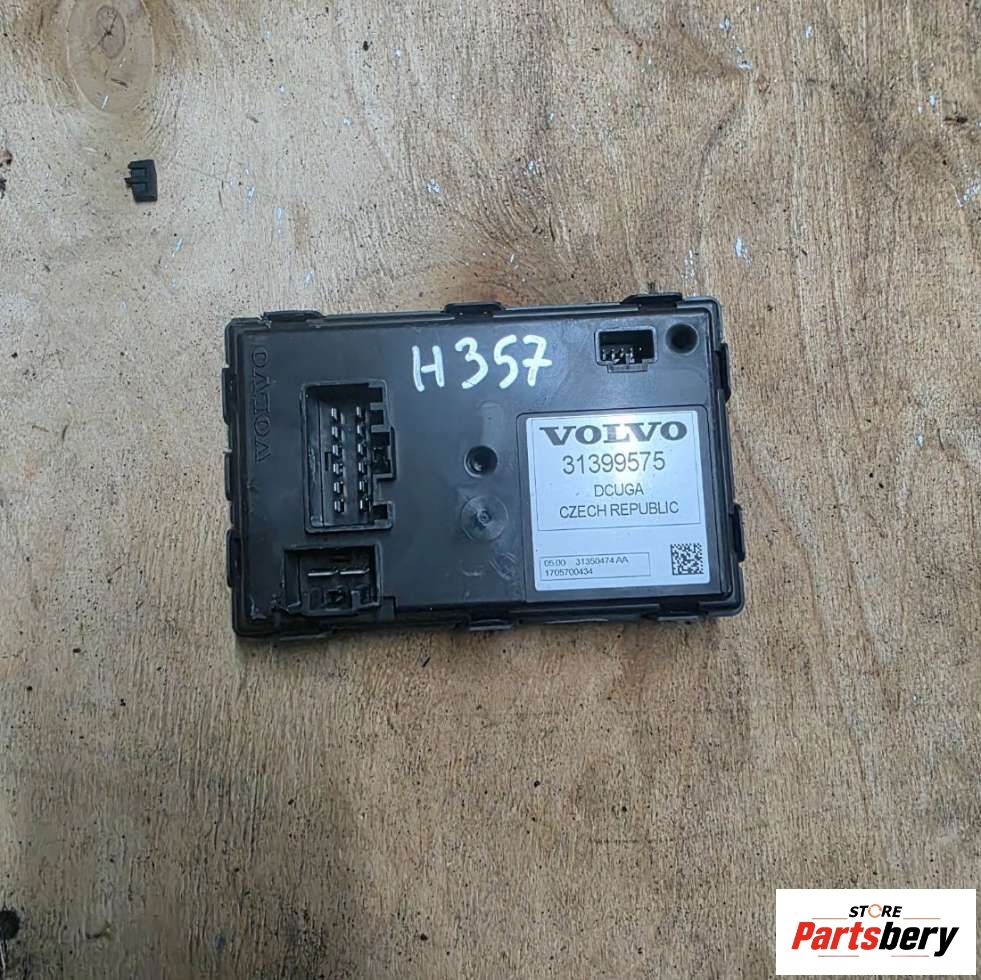 H357
VOLVO
VOLVO
31399575
DCUGA
CZECH REPUBLIC
05.00 31350474 AA
1705700434
STORE
Partsbery